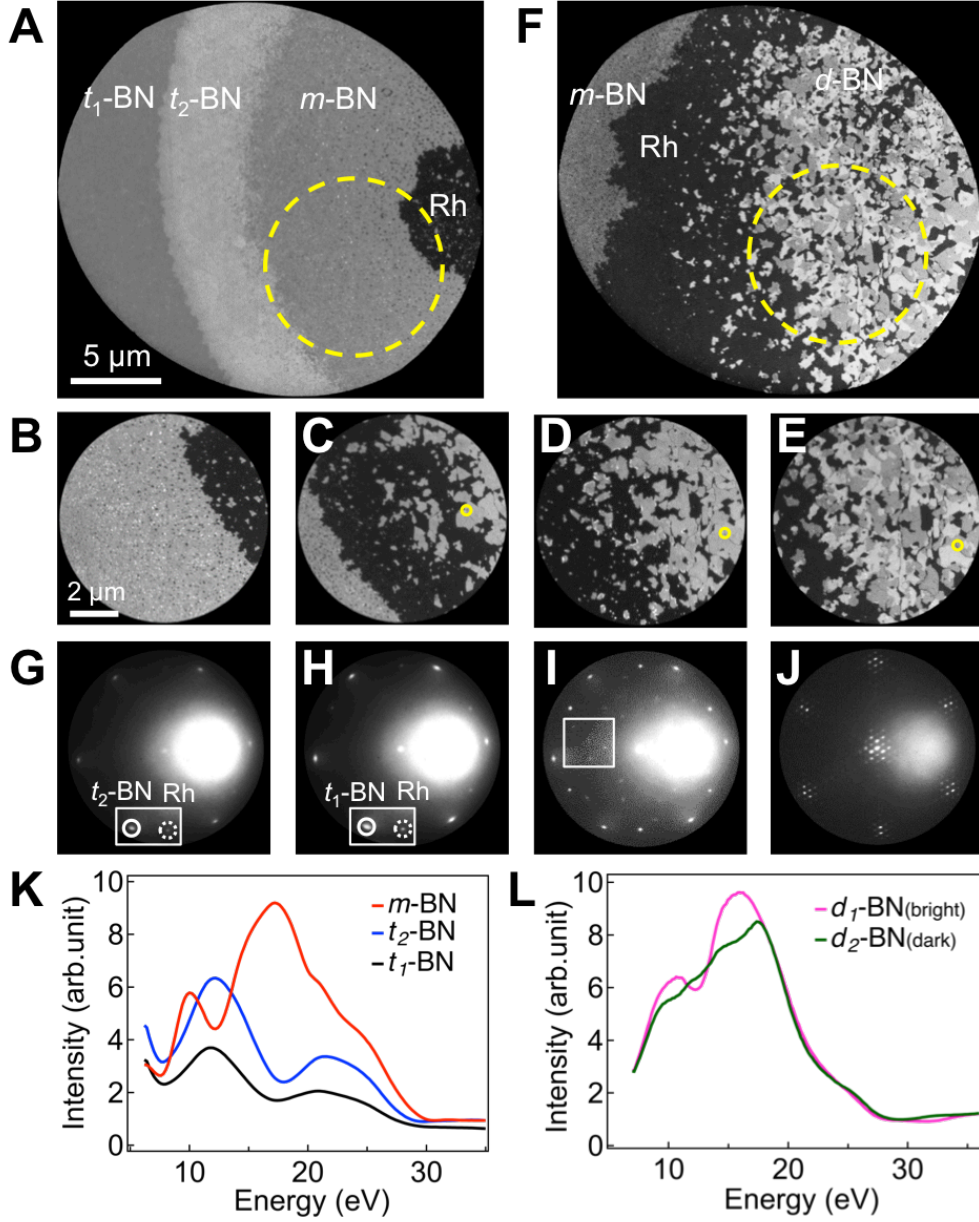 A
t₁-BN
t₂-BN
m-BN
Rh
5 μm
F
m-BN
Rh
d-BN
B
2 μm
C
D
E
G
t₂-BN
Rh
H
t₁-BN
Rh
I
J
K
Intensity (arb.unit)
10
8
6
4
2
0
m-BN
t₂-BN
t₁-BN
10
20
30
Energy (eV)
L
Intensity (arb.unit)
10
8
6
4
2
0
d₁-BN(bright)
d₂-BN(dark)
10
20
30
Energy (eV)